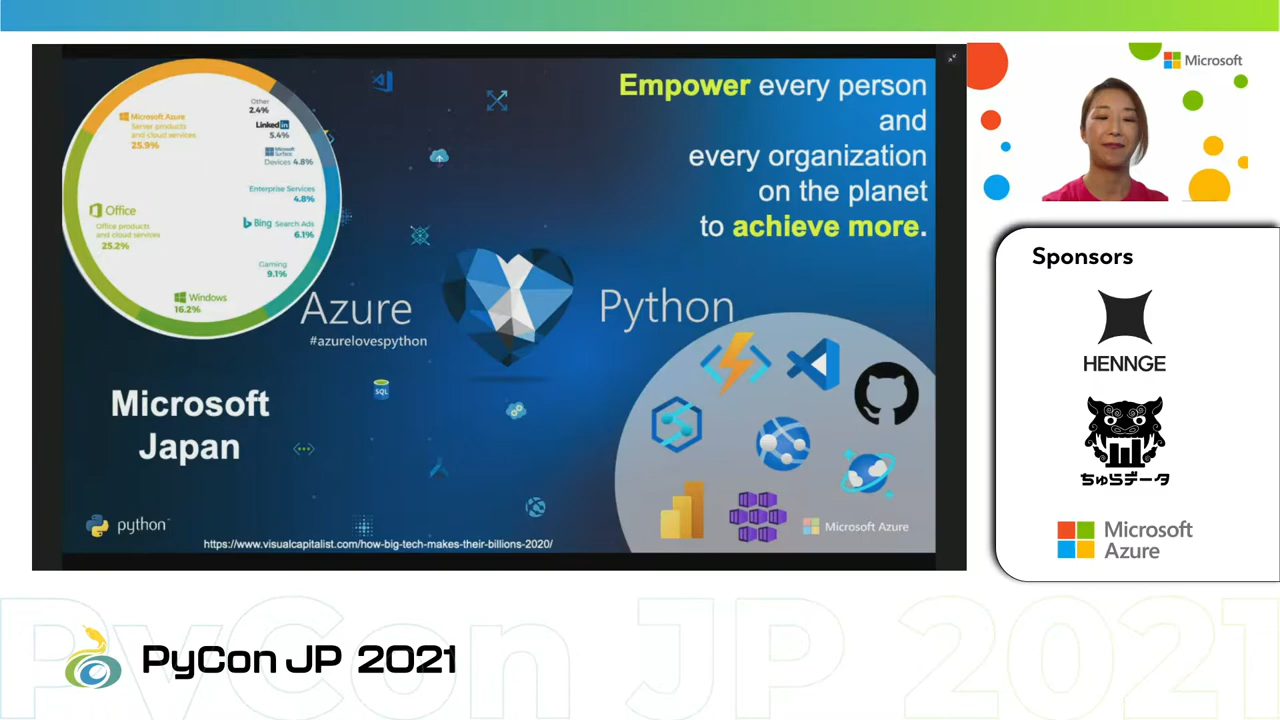 Microsoft Azure
Server products
and cloud services
25.9%
Other
2.4%
LinkedIn
5.4%
Microsoft
Surface
Devices 4.8%
Enterprise Services
4.8%
Bing Search Ads
6.1%
Gaming
9.1%
Windows
16.2%
Office
Office products
and cloud services
25.2%
Empower every person
and
every organization
on the planet
to achieve more.
Azure
#azurelovespython
Python
SQL
Microsoft
Japan
python
Microsoft Azure
https://www.visualcapitalist.com/how-big-tech-makes-their-billions-2020/
Microsoft
Sponsors
HENNGE
ちゅらデータ
Microsoft
Azure
PyCon JP 2021
PyCon JP 2021